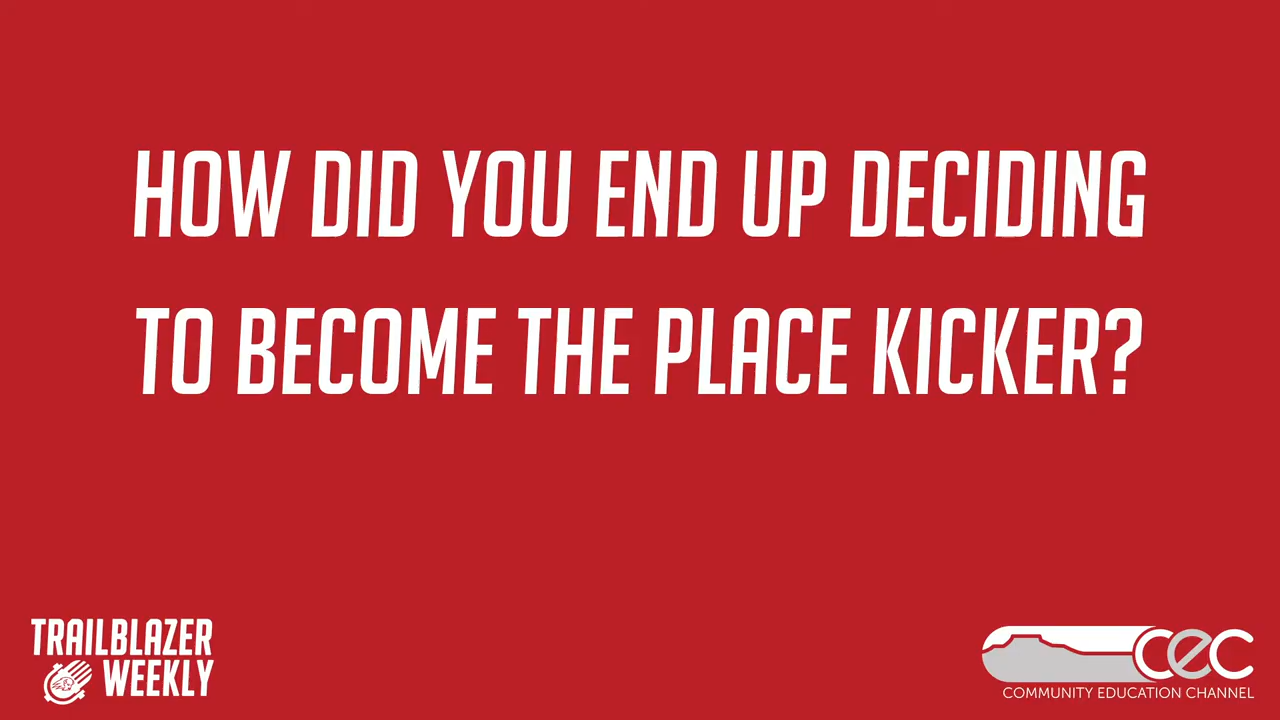 HOW DID YOU END UP DECIDING
TO BECOME THE PLACE KICKER?
TRAILBLAZER
WEEKLY
cec
COMMUNITY EDUCATION CHANNEL